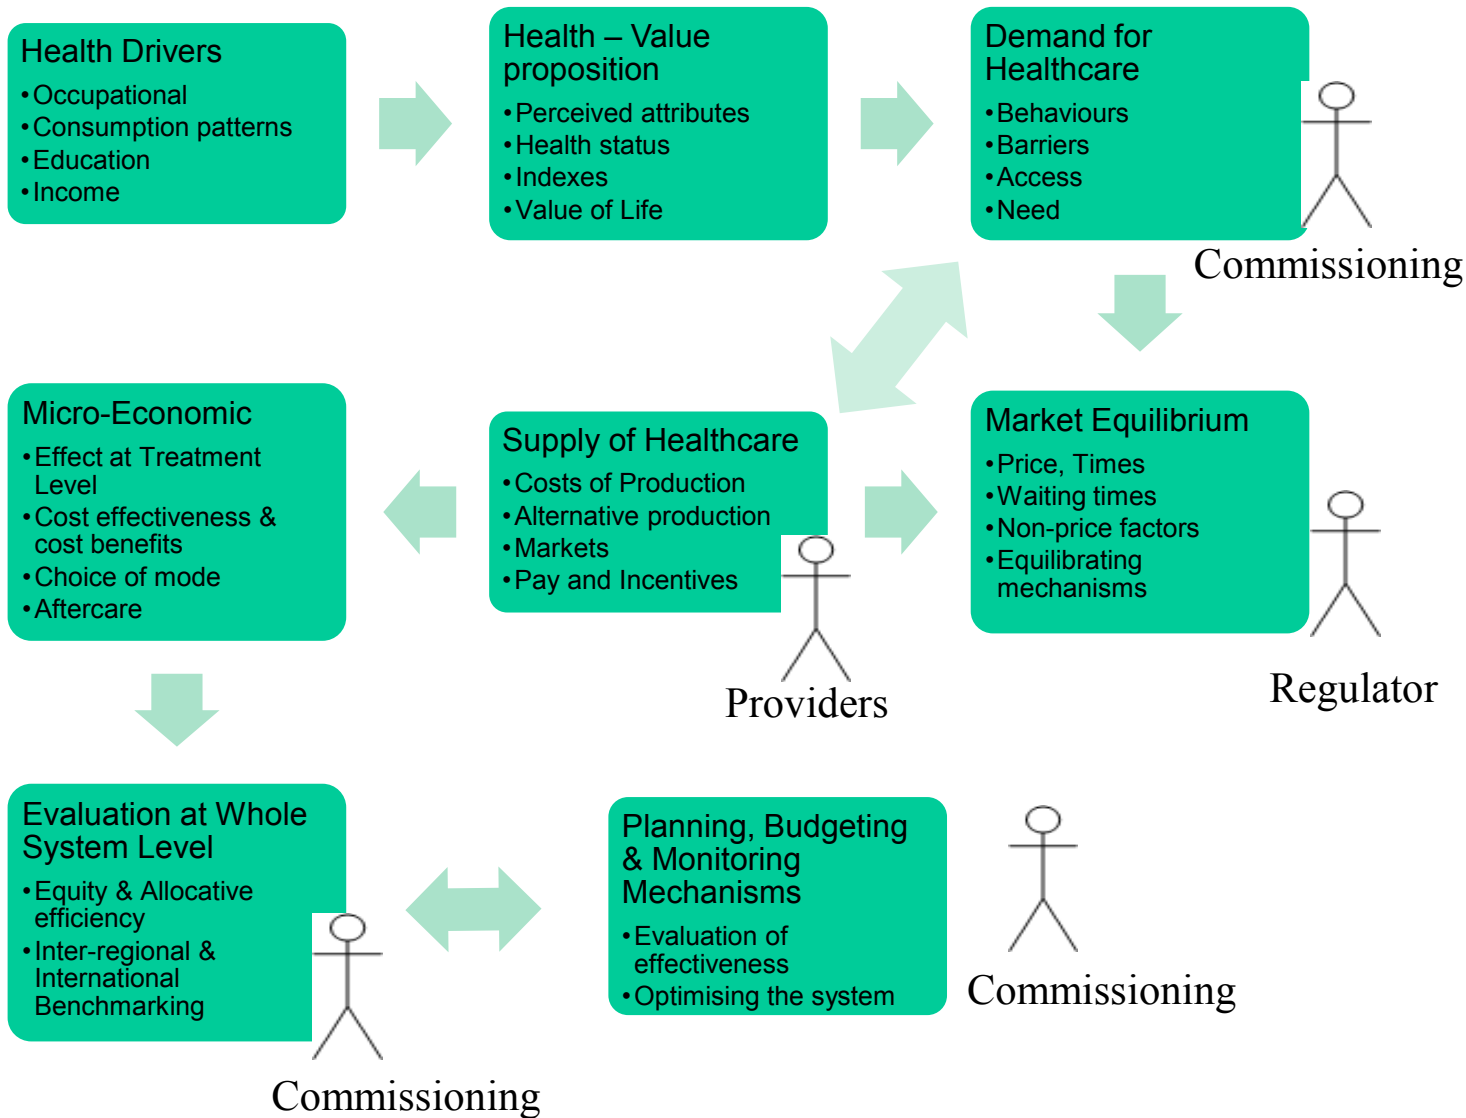 Health Drivers
•Occupational
•Consumption patterns
•Education
•Income
Health – Value
proposition
•Perceived attributes
•Health status
•Indexes
•Value of Life
Demand for
Healthcare
•Behaviours
•Barriers
•Access
•Need
Commissioning
Micro-Economic
•Effect at Treatment
Level
•Cost effectiveness &
cost benefits
•Choice of mode
•Aftercare
Supply of Healthcare
•Costs of Production
•Alternative production
•Markets
•Pay and Incentives
Providers
Market Equilibrium
•Price, Times
•Waiting times
•Non-price factors
•Equilibrating
mechanisms
Regulator
Evaluation at Whole
System Level
•Equity & Allocative
efficiency
•Inter-regional &
International
Benchmarking
Commissioning
Planning, Budgeting
& Monitoring
Mechanisms
•Evaluation of
effectiveness
•Optimising the system
Commissioning